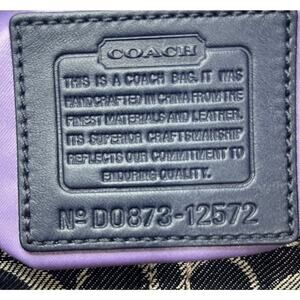 COACH
THIS IS A COACH BAG. IT WAS
HANDCRAFTED IN CHINA FROM THE
FINEST MATERIALS AND LEATHER.
ITS SUPERIOR CRAFTSMANSHIP
REFLECTS OUR COMMITMENT TO
ENDURING QUALITY.
Nº D0873-12572